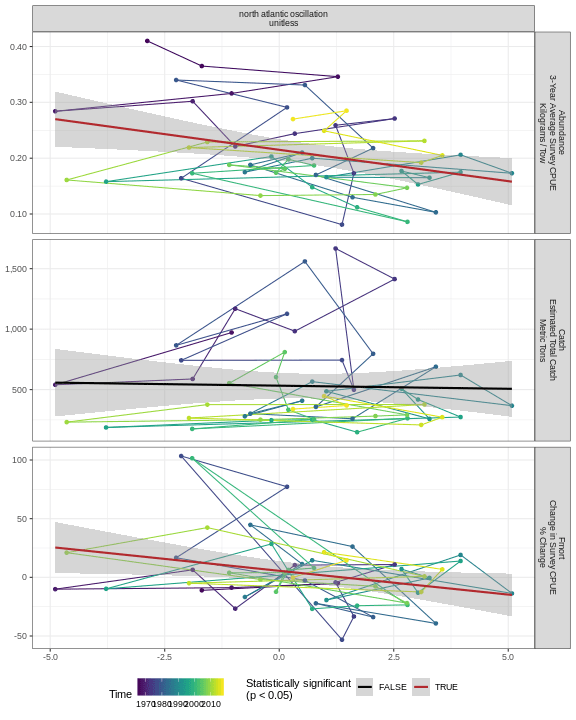 north atlantic oscillation
unitless
0.40
0.30
0.20
0.10
Abundance
3-Year Average Survey CPUE
Kilograms / Tow
1,500
1,000
500
Catch
Estimated Total Catch
Metric Tons
100
50
0
-50
Fmort
Change in Survey CPUE
% Change
-5.0 -2.5 0.0 2.5 5.0
Time
1970 1980 1990 2000 2010
Statistically significant
(p < 0.05)
FALSE TRUE